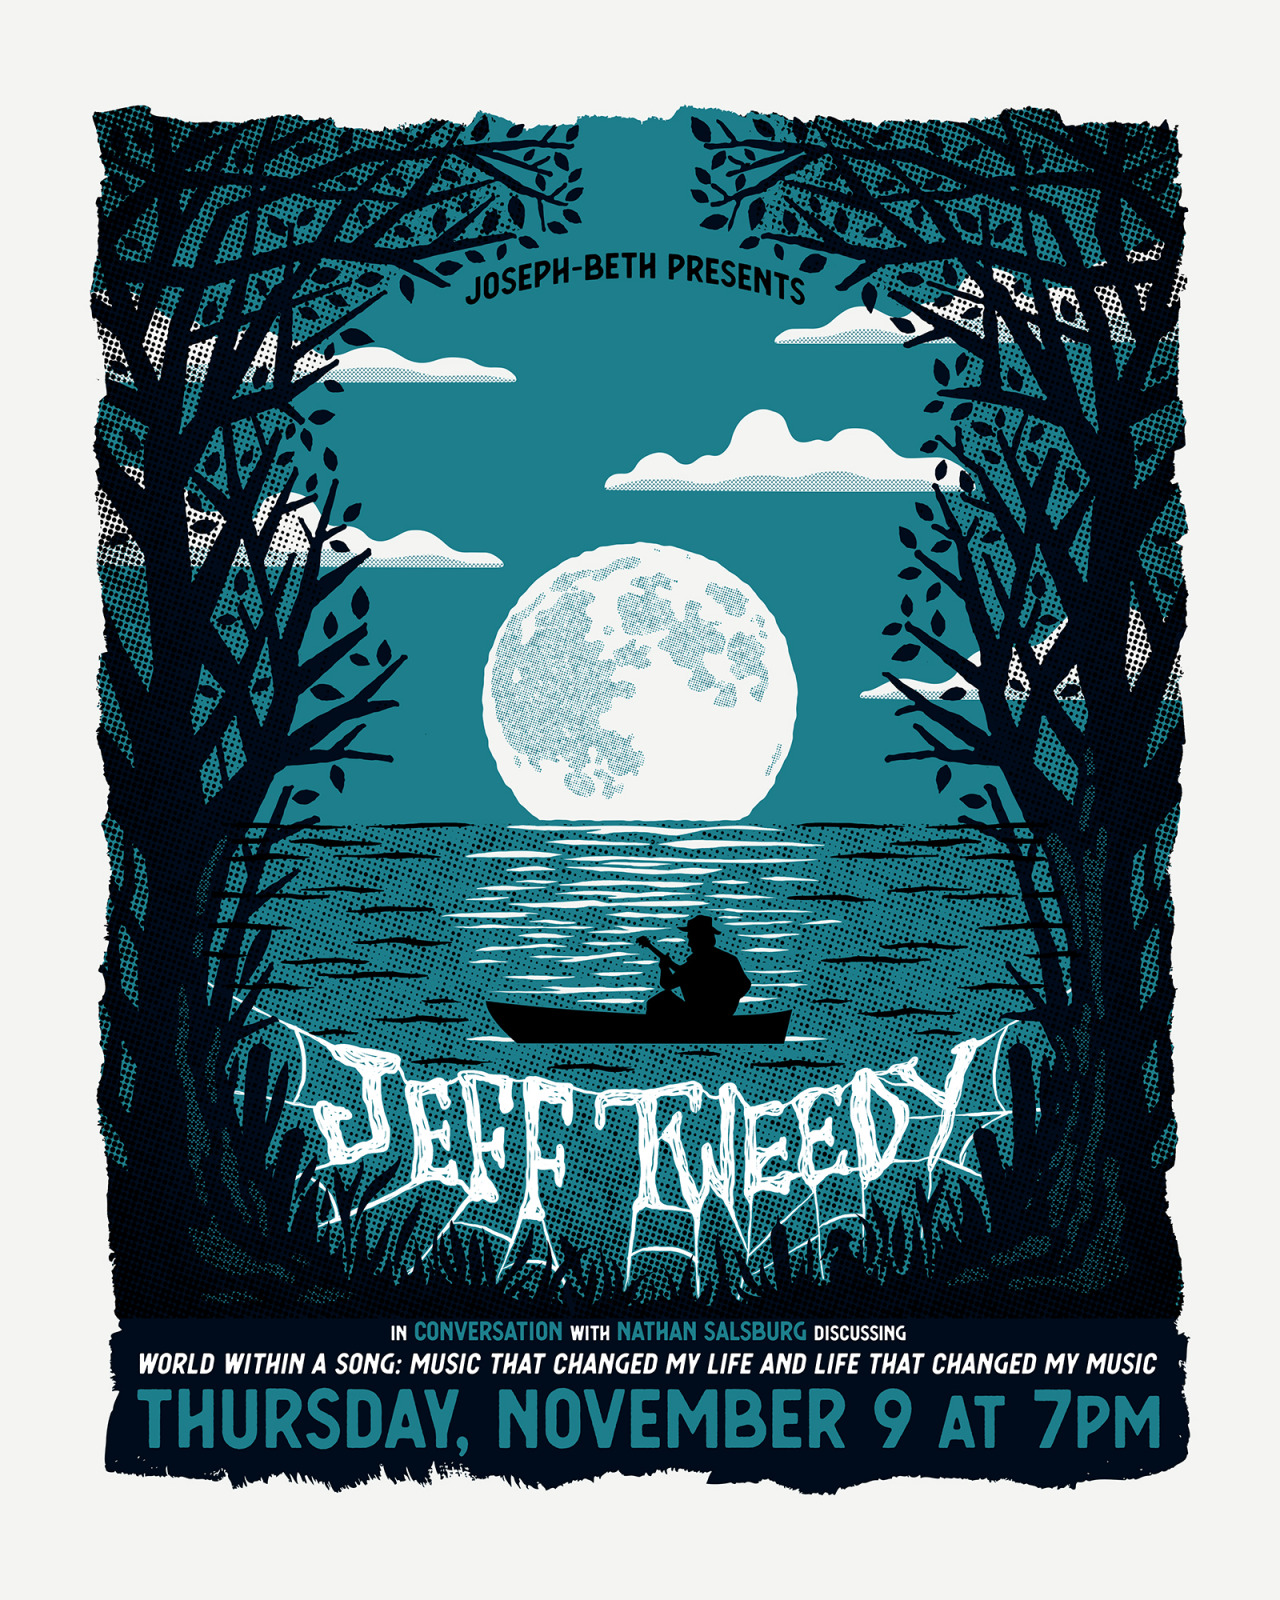 JOSEPH-BETH PRESENTS
JEFF TWEEDY
IN CONVERSATION WITH NATHAN SALSBURG DISCUSSING
WORLD WITHIN A SONG: MUSIC THAT CHANGED MY LIFE AND LIFE THAT CHANGED MY MUSIC
THURSDAY, NOVEMBER 9 AT 7PM